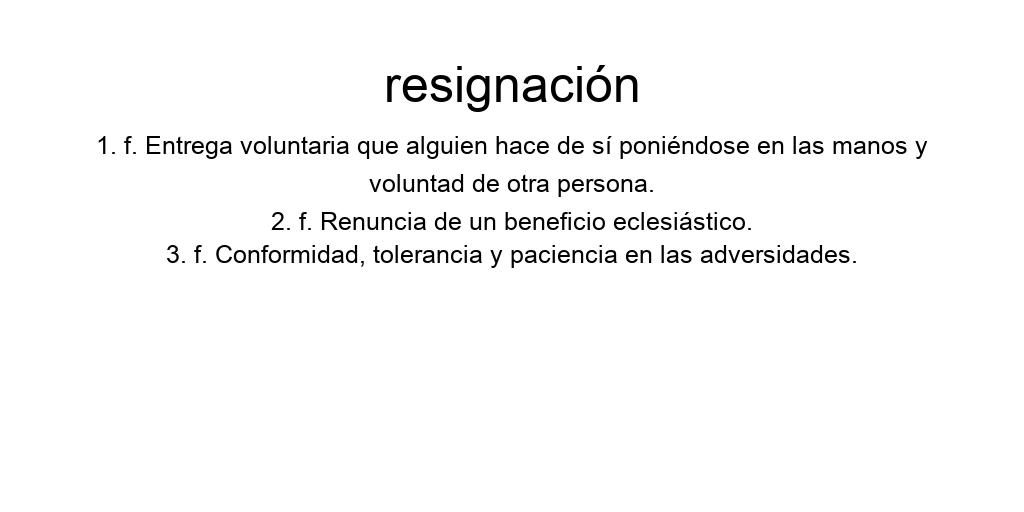 resignación
1. f. Entrega voluntaria que alguien hace de sí poniéndose en las manos y
voluntad de otra persona.
2. f. Renuncia de un beneficio eclesiástico.
3. f. Conformidad, tolerancia y paciencia en las adversidades.